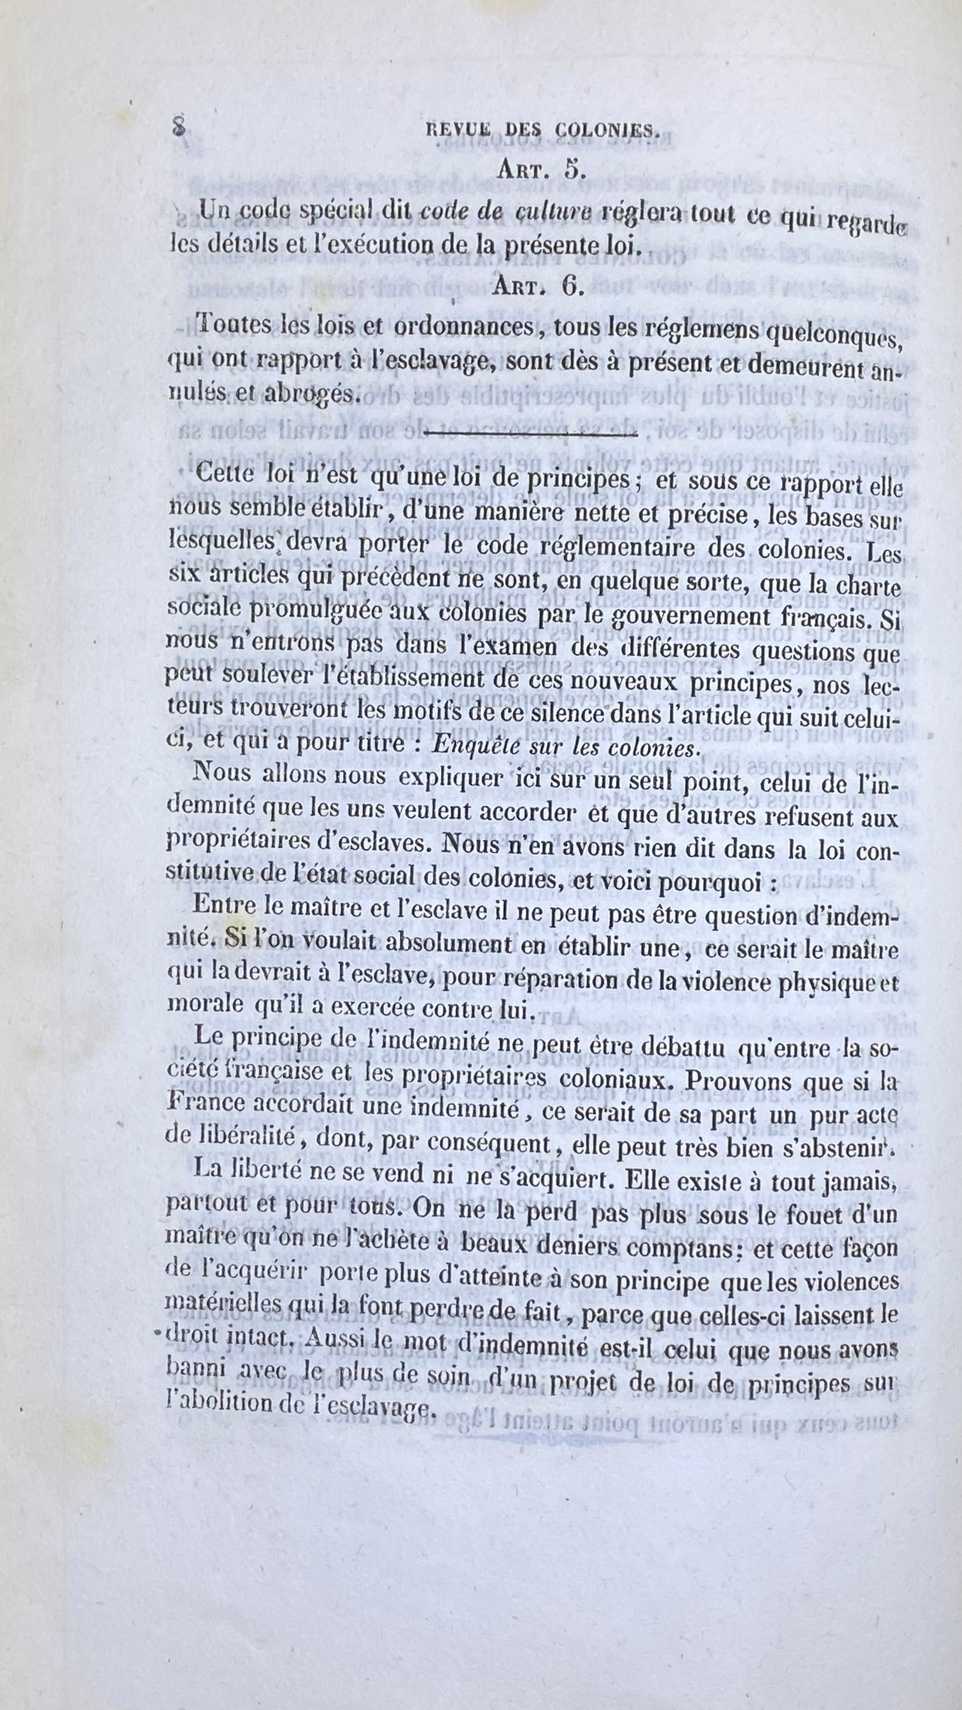 8 REVUE DES COLONIES.
ART. 5.
Un code spécial dit code de culture réglera tout ce qui regarde
les détails et l'exécution de la présente loi.
ART. 6.
Toutes les lois et ordonnances, tous les réglemens quelconques,
qui ont rapport à l'esclavage, sont dès à présent et demeurent an-
nulés et abrogés.
Cette loi n'est qu'une loi de principes; et sous ce rapport elle
nous semble établir, d'une manière nette et précise, les bases sur
lesquelles devra porter le code réglementaire des colonies. Les
six articles qui précèdent ne sont, en quelque sorte, que la charte
sociale promulguée aux colonies par le gouvernement français. Si
nous n'entrons pas dans l'examen des différentes questions que
peut soulever l'établissement de ces nouveaux principes, nos lec-
teurs trouveront les motifs de ce silence dans l'article qui suit celui-
ci, et qui a pour titre : Enquête sur les colonies.
Nous allons nous expliquer ici sur un seul point, celui de l'in-
demnité que les uns veulent accorder et que d'autres refusent aux
propriétaires d'esclaves. Nous n'en avons rien dit dans la loi con-
stitutive de l'état social des colonies, et voici pourquoi :
Entre le maître et l'esclave il ne peut pas être question d'indem-
nité. Si l'on voulait absolument en établir une, ce serait le maître
qui la devrait à l'esclave, pour réparation de la violence physique et
morale qu'il a exercée contre lui.
Le principe de l'indemnité ne peut être débattu qu'entre la so-
ciété française et les propriétaires coloniaux. Prouvons que si la
France accordait une indemnité, ce serait de sa part un pur acte
de libéralité, dont, par conséquent, elle peut très bien s'abstenir.
La liberté ne se vend ni ne s'acquiert. Elle existe à tout jamais,
partout et pour tous. On ne la perd pas plus sous le fouet d'un
maître qu'on ne l'achète à beaux deniers comptans; et cette façon
de l'acquérir porte plus d'atteinte à son principe que les violences
matérielles qui la font perdre de fait, parce que celles-ci laissent le
droit intact. Aussi le mot d'indemnité est-il celui que nous avons
banni avec le plus de soin d'un projet de loi de principes sur
l'abolition de l'esclavage.